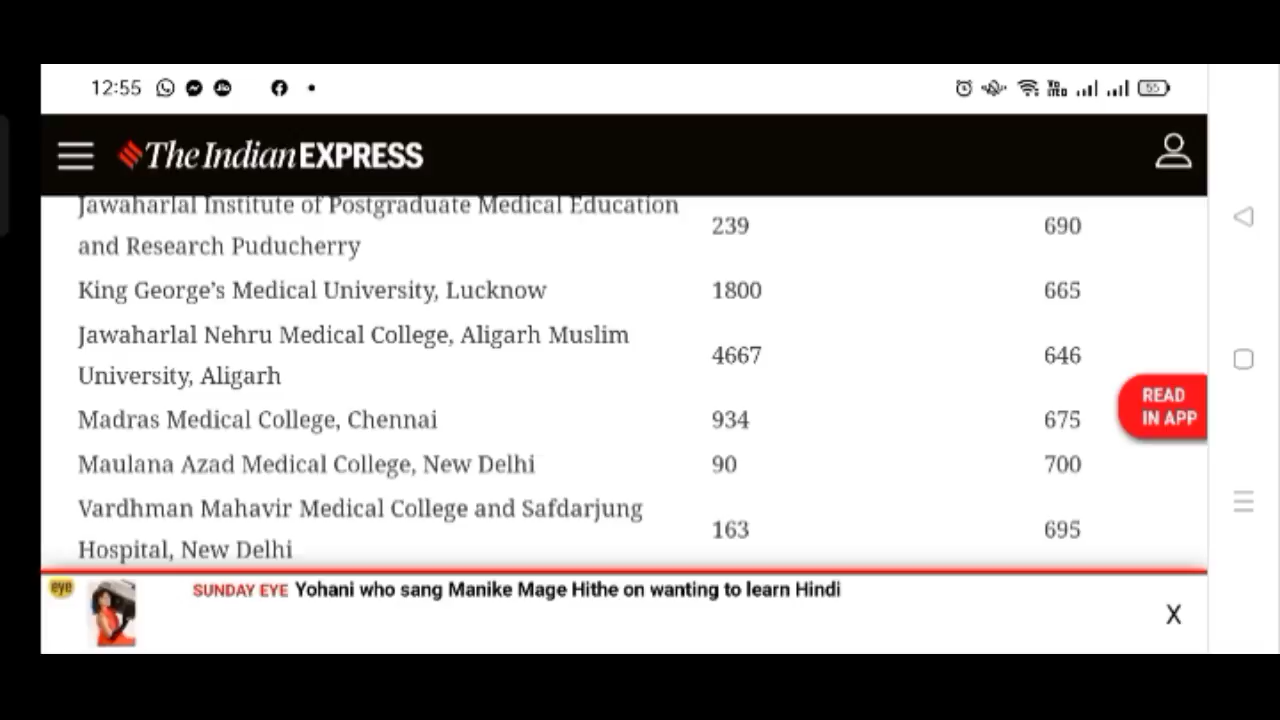 12:55
55
The Indian EXPRESS
Jawaharlal Institute of Postgraduate Medical Education
and Research Puducherry
239 690
King George's Medical University, Lucknow 1800 665
Jawaharlal Nehru Medical College, Aligarh Muslim
University, Aligarh
4667 646
READ
IN APP
Madras Medical College, Chennai 934 675
Maulana Azad Medical College, New Delhi 90 700
Vardhman Mahavir Medical College and Safdarjung
Hospital, New Delhi
163 695
eye
SUNDAY EYE Yohani who sang Manike Mage Hithe on wanting to learn Hindi
X